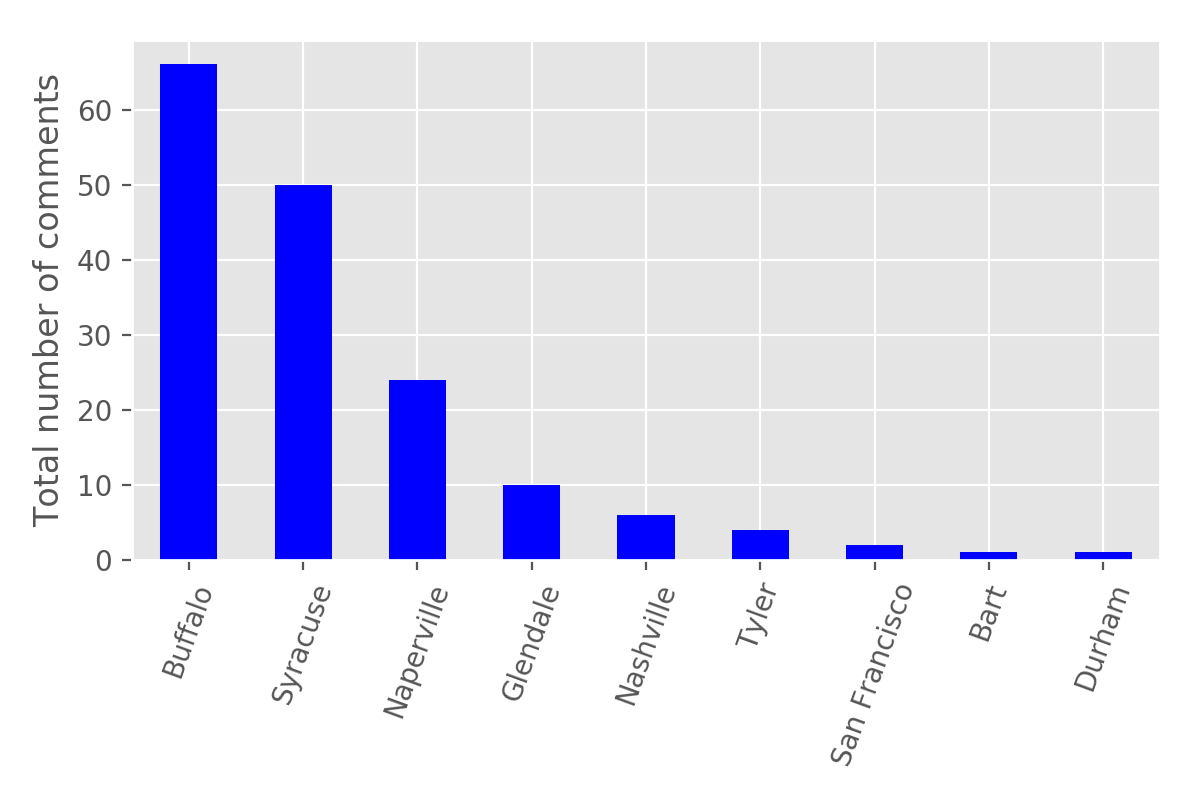 Total number of comments
60
50
40
30
20
10
0
Buffalo
Syracuse
Naperville
Glendale
Nashville
Tyler
San Francisco
Bart
Durham